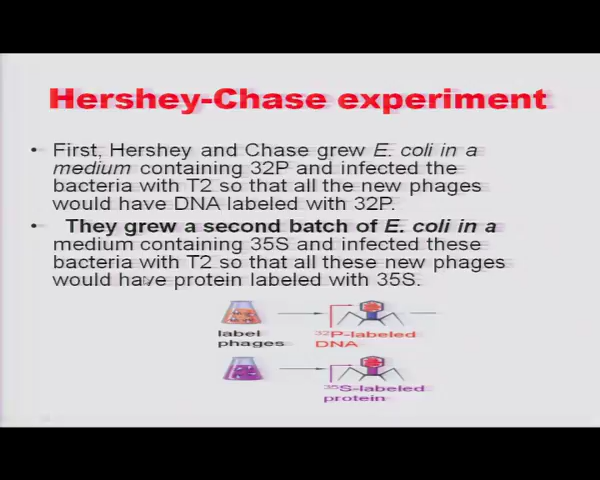 Hershey-Chase experiment
• First, Hershey and Chase grew E. coli in a
medium containing 32P and infected the
bacteria with T2 so that all the new phages
would have DNA labeled with 32P.
• They grew a second batch of E. coli in a
medium containing 35S and infected these
bacteria with T2 so that all these new phages
would have protein labeled with 35S.
label
phages
32P-labeled
DNA
35S-labeled
protein